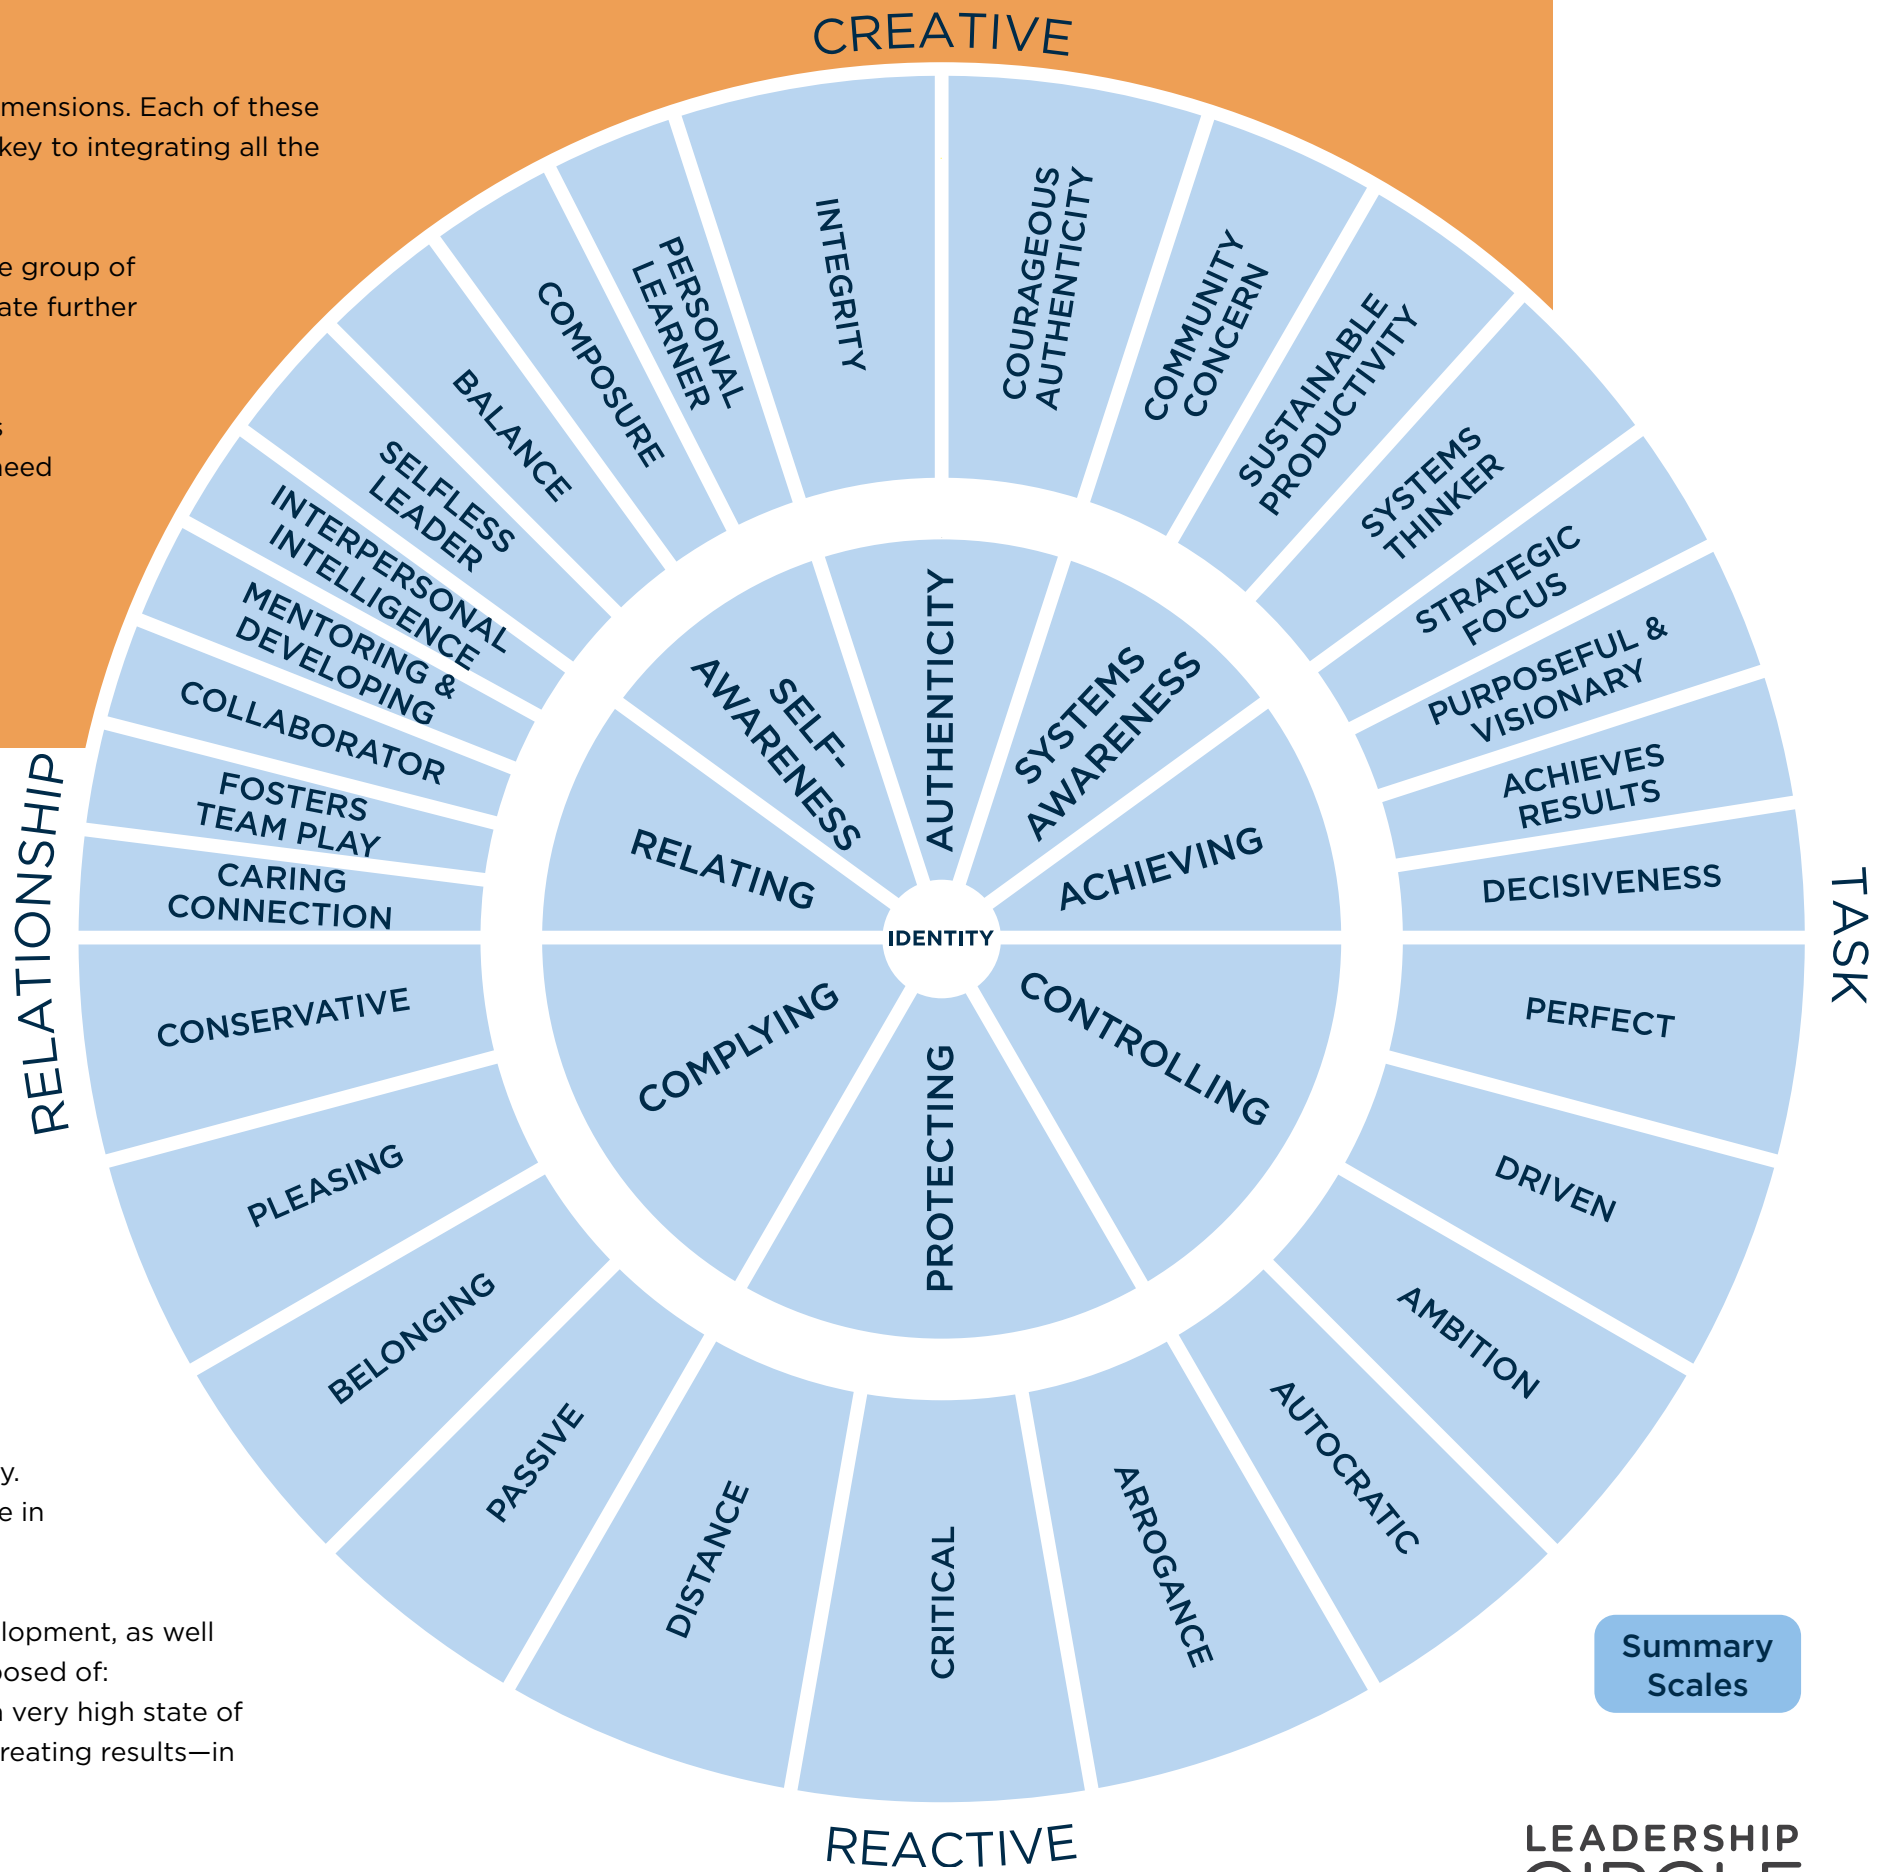 CREATIVE
mensions. Each of these
key to integrating all the
e group of
ate further
s
need
INTEGRITY
COURAGEOUS
AUTHENTICITY
COMMUNITY
CONCERN
SUSTAINABLE
PRODUCTIVITY
SYSTEMS
THINKER
STRATEGIC
FOCUS
PURPOSEFUL &
VISIONARY
ACHIEVES
RESULTS
DECISIVENESS
PERSONAL
LEARNER
COMPOSURE
BALANCE
SELFLESS
LEADER
INTERPERSONAL
INTELLIGENCE
MENTORING &
DEVELOPING
COLLABORATOR
FOSTERS
TEAM PLAY
CARING
CONNECTION
RELATING
SELF-
AWARENESS
AUTHENTICITY
SYSTEMS
AWARENESS
ACHIEVING
IDENTITY
RELATIONSHIP
TASK
COMPLYING
PROTECTING
CONTROLLING
CONSERVATIVE
PLEASING
BELONGING
PASSIVE
DISTANCE
CRITICAL
ARROGANCE
AUTOCRATIC
AMBITION
DRIVEN
PERFECT
y.
e in
lopment, as well
posed of:
very high state of
reating results—in
Summary
Scales
REACTIVE
LEADERSHIP
CIRCLE